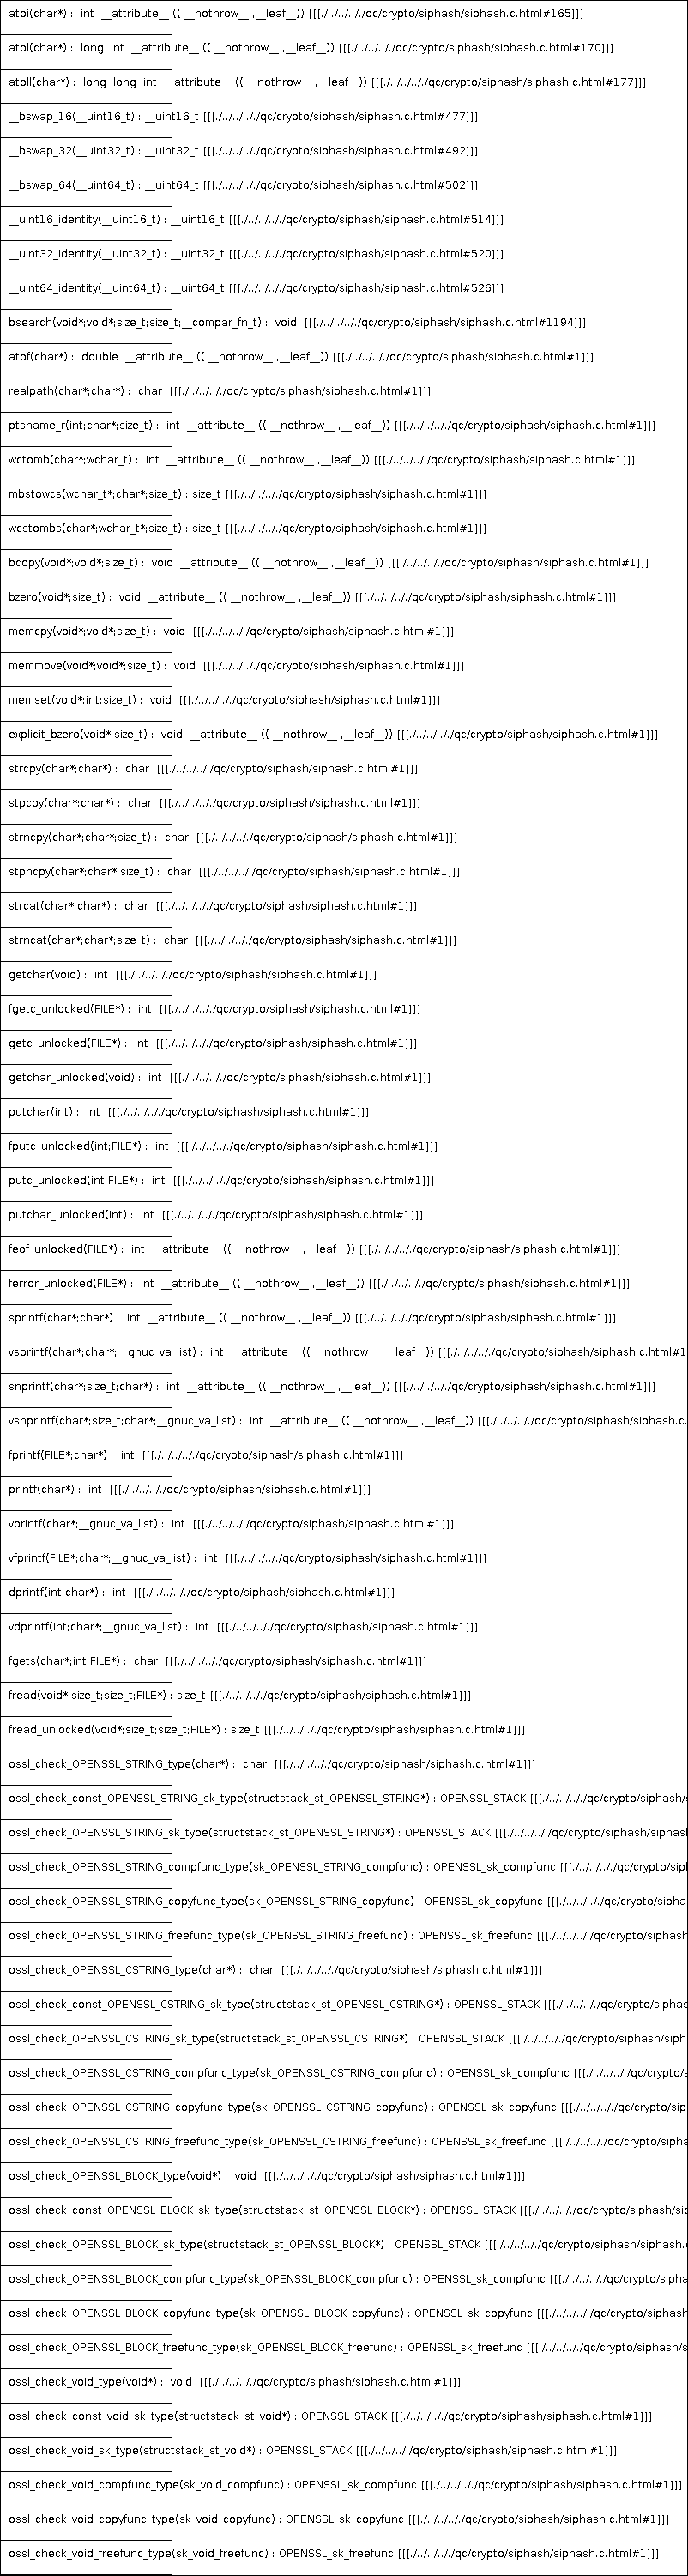 atoi(char*) : int __attribute__ (( __nothrow__ ,__leaf__)) [[[./../../../qc/crypto/siphash/siphash.c.html#165]]]
atol(char*) : long int __attribute__ (( __nothrow__ ,__leaf__)) [[[./../../../qc/crypto/siphash/siphash.c.html#170]]]
atoll(char*) : long long int __attribute__ (( __nothrow__ ,__leaf__)) [[[./../../../qc/crypto/siphash/siphash.c.html#177]]]
__bswap_16(__uint16_t) : __uint16_t [[[./../../../qc/crypto/siphash/siphash.c.html#477]]]
__bswap_32(__uint32_t) : __uint32_t [[[./../../../qc/crypto/siphash/siphash.c.html#492]]]
__bswap_64(__uint64_t) : __uint64_t [[[./../../../qc/crypto/siphash/siphash.c.html#502]]]
__uint16_identity(__uint16_t) : __uint16_t [[[./../../../qc/crypto/siphash/siphash.c.html#514]]]
__uint32_identity(__uint32_t) : __uint32_t [[[./../../../qc/crypto/siphash/siphash.c.html#520]]]
__uint64_identity(__uint64_t) : __uint64_t [[[./../../../qc/crypto/siphash/siphash.c.html#526]]]
bsearch(void*;void*;size_t;size_t;__compar_fn_t) : void [[[./../../../qc/crypto/siphash/siphash.c.html#1194]]]
atof(char*) : double __attribute__ (( __nothrow__ ,__leaf__)) [[[./../../../qc/crypto/siphash/siphash.c.html#1]]]
realpath(char*;char*) : char [[[./../../../qc/crypto/siphash/siphash.c.html#1]]]
ptsname_r(int;char*;size_t) : int __attribute__ (( __nothrow__ ,__leaf__)) [[[./../../../qc/crypto/siphash/siphash.c.html#1]]]
wctomb(char*;wchar_t) : int __attribute__ (( __nothrow__ ,__leaf__)) [[[./../../../qc/crypto/siphash/siphash.c.html#1]]]
mbstowcs(wchar_t*;char*;size_t) : size_t [[[./../../../qc/crypto/siphash/siphash.c.html#1]]]
wcstombs(char*;wchar_t*;size_t) : size_t [[[./../../../qc/crypto/siphash/siphash.c.html#1]]]
bcopy(void*;void*;size_t) : void __attribute__ (( __nothrow__ ,__leaf__)) [[[./../../../qc/crypto/siphash/siphash.c.html#1]]]
bzero(void*;size_t) : void __attribute__ (( __nothrow__ ,__leaf__)) [[[./../../../qc/crypto/siphash/siphash.c.html#1]]]
memcpy(void*;void*;size_t) : void [[[./../../../qc/crypto/siphash/siphash.c.html#1]]]
memmove(void*;void*;size_t) : void [[[./../../../qc/crypto/siphash/siphash.c.html#1]]]
memset(void*;int;size_t) : void [[[./../../../qc/crypto/siphash/siphash.c.html#1]]]
explicit_bzero(void*;size_t) : void __attribute__ (( __nothrow__ ,__leaf__)) [[[./../../../qc/crypto/siphash/siphash.c.html#1]]]
strcpy(char*;char*) : char [[[./../../../qc/crypto/siphash/siphash.c.html#1]]]
stpcpy(char*;char*) : char [[[./../../../qc/crypto/siphash/siphash.c.html#1]]]
strncpy(char*;char*;size_t) : char [[[./../../../qc/crypto/siphash/siphash.c.html#1]]]
stpncpy(char*;char*;size_t) : char [[[./../../../qc/crypto/siphash/siphash.c.html#1]]]
strcat(char*;char*) : char [[[./../../../qc/crypto/siphash/siphash.c.html#1]]]
strncat(char*;char*;size_t) : char [[[./../../../qc/crypto/siphash/siphash.c.html#1]]]
getchar(void) : int [[[./../../../qc/crypto/siphash/siphash.c.html#1]]]
fgetc_unlocked(FILE*) : int [[[./../../../qc/crypto/siphash/siphash.c.html#1]]]
getc_unlocked(FILE*) : int [[[./../../../qc/crypto/siphash/siphash.c.html#1]]]
getchar_unlocked(void) : int [[[./../../../qc/crypto/siphash/siphash.c.html#1]]]
putchar(int) : int [[[./../../../qc/crypto/siphash/siphash.c.html#1]]]
fputc_unlocked(int;FILE*) : int [[[./../../../qc/crypto/siphash/siphash.c.html#1]]]
putc_unlocked(int;FILE*) : int [[[./../../../qc/crypto/siphash/siphash.c.html#1]]]
putchar_unlocked(int) : int [[[./../../../qc/crypto/siphash/siphash.c.html#1]]]
feof_unlocked(FILE*) : int __attribute__ (( __nothrow__ ,__leaf__)) [[[./../../../qc/crypto/siphash/siphash.c.html#1]]]
ferror_unlocked(FILE*) : int __attribute__ (( __nothrow__ ,__leaf__)) [[[./../../../qc/crypto/siphash/siphash.c.html#1]]]
sprintf(char*;char*) : int __attribute__ (( __nothrow__ ,__leaf__)) [[[./../../../qc/crypto/siphash/siphash.c.html#1]]]
vsprintf(char*;char*;__gnuc_va_list) : int __attribute__ (( __nothrow__ ,__leaf__)) [[[./../../../qc/crypto/siphash/siphash.c.html#1
snprintf(char*;size_t;char*) : int __attribute__ (( __nothrow__ ,__leaf__)) [[[./../../../qc/crypto/siphash/siphash.c.html#1]]]
vsnprintf(char*;size_t;char*;__gnuc_va_list) : int __attribute__ (( __nothrow__ ,__leaf__)) [[[./../../../qc/crypto/siphash/siphash.c.
fprintf(FILE*;char*) : int [[[./../../../qc/crypto/siphash/siphash.c.html#1]]]
printf(char*) : int [[[./../../../qc/crypto/siphash/siphash.c.html#1]]]
vprintf(char*;__gnuc_va_list) : int [[[./../../../qc/crypto/siphash/siphash.c.html#1]]]
vfprintf(FILE*;char*;__gnuc_va_list) : int [[[./../../../qc/crypto/siphash/siphash.c.html#1]]]
dprintf(int;char*) : int [[[./../../../qc/crypto/siphash/siphash.c.html#1]]]
vdprintf(int;char*;__gnuc_va_list) : int [[[./../../../qc/crypto/siphash/siphash.c.html#1]]]
fgets(char*;int;FILE*) : char [[[./../../../qc/crypto/siphash/siphash.c.html#1]]]
fread(void*;size_t;size_t;FILE*) : size_t [[[./../../../qc/crypto/siphash/siphash.c.html#1]]]
fread_unlocked(void*;size_t;size_t;FILE*) : size_t [[[./../../../qc/crypto/siphash/siphash.c.html#1]]]
ossl_check_OPENSSL_STRING_type(char*) : char [[[./../../../qc/crypto/siphash/siphash.c.html#1]]]
ossl_check_const_OPENSSL_STRING_sk_type(structstack_st_OPENSSL_STRING*) : OPENSSL_STACK [[[./../../../qc/crypto/siphash/s
ossl_check_OPENSSL_STRING_sk_type(structstack_st_OPENSSL_STRING*) : OPENSSL_STACK [[[./../../../qc/crypto/siphash/siphash
ossl_check_OPENSSL_STRING_compfunc_type(sk_OPENSSL_STRING_compfunc) : OPENSSL_sk_compfunc [[[./../../../qc/crypto/sipl
ossl_check_OPENSSL_STRING_copyfunc_type(sk_OPENSSL_STRING_copyfunc) : OPENSSL_sk_copyfunc [[[./../../../qc/crypto/sipha
ossl_check_OPENSSL_STRING_freefunc_type(sk_OPENSSL_STRING_freefunc) : OPENSSL_sk_freefunc [[[./../../../qc/crypto/siphash
ossl_check_OPENSSL_CSTRING_type(char*) : char [[[./../../../qc/crypto/siphash/siphash.c.html#1]]]
ossl_check_const_OPENSSL_CSTRING_sk_type(structstack_st_OPENSSL_CSTRING*) : OPENSSL_STACK [[[./../../../qc/crypto/siphas
ossl_check_OPENSSL_CSTRING_sk_type(structstack_st_OPENSSL_CSTRING*) : OPENSSL_STACK [[[./../../../qc/crypto/siphash/siph
ossl_check_OPENSSL_CSTRING_compfunc_type(sk_OPENSSL_CSTRING_compfunc) : OPENSSL_sk_compfunc [[[./../../../qc/crypto/s
ossl_check_OPENSSL_CSTRING_copyfunc_type(sk_OPENSSL_CSTRING_copyfunc) : OPENSSL_sk_copyfunc [[[./../../../qc/crypto/sip
ossl_check_OPENSSL_CSTRING_freefunc_type(sk_OPENSSL_CSTRING_freefunc) : OPENSSL_sk_freefunc [[[./../../../qc/crypto/sipha
ossl_check_OPENSSL_BLOCK_type(void*) : void [[[./../../../qc/crypto/siphash/siphash.c.html#1]]]
ossl_check_const_OPENSSL_BLOCK_sk_type(structstack_st_OPENSSL_BLOCK*) : OPENSSL_STACK [[[./../../../qc/crypto/siphash/sip
ossl_check_OPENSSL_BLOCK_sk_type(structstack_st_OPENSSL_BLOCK*) : OPENSSL_STACK [[[./../../../qc/crypto/siphash/siphash.c
ossl_check_OPENSSL_BLOCK_compfunc_type(sk_OPENSSL_BLOCK_compfunc) : OPENSSL_sk_compfunc [[[./../../../qc/crypto/sipha
ossl_check_OPENSSL_BLOCK_copyfunc_type(sk_OPENSSL_BLOCK_copyfunc) : OPENSSL_sk_copyfunc [[[./../../../qc/crypto/siphash
ossl_check_OPENSSL_BLOCK_freefunc_type(sk_OPENSSL_BLOCK_freefunc) : OPENSSL_sk_freefunc [[[./../../../qc/crypto/siphash/s
ossl_check_void_type(void*) : void [[[./../../../qc/crypto/siphash/siphash.c.html#1]]]
ossl_check_const_void_sk_type(structstack_st_void*) : OPENSSL_STACK [[[./../../../qc/crypto/siphash/siphash.c.html#1]]]
ossl_check_void_sk_type(structstack_st_void*) : OPENSSL_STACK [[[./../../../qc/crypto/siphash/siphash.c.html#1]]]
ossl_check_void_compfunc_type(sk_void_compfunc) : OPENSSL_sk_compfunc [[[./../../../qc/crypto/siphash/siphash.c.html#1]]]
ossl_check_void_copyfunc_type(sk_void_copyfunc) : OPENSSL_sk_copyfunc [[[./../../../qc/crypto/siphash/siphash.c.html#1]]]
ossl_check_void_freefunc_type(sk_void_freefunc) : OPENSSL_sk_freefunc [[[./../../../qc/crypto/siphash/siphash.c.html#1]]]